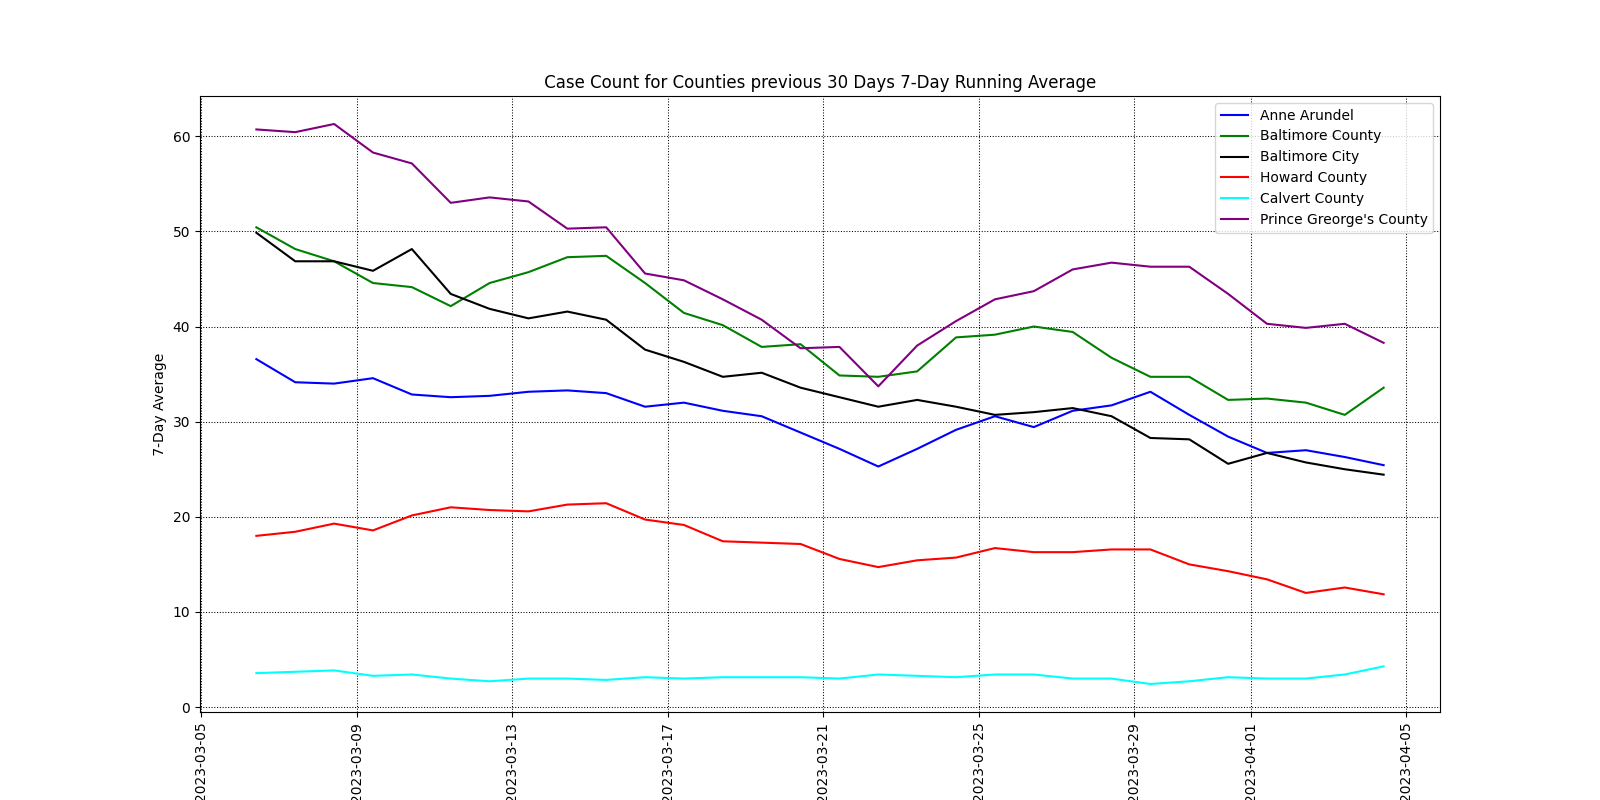 Case Count for Counties previous 30 Days 7-Day Running Average
Anne Arundel
Baltimore County
Baltimore City
Howard County
Calvert County
Prince Greorge's County
7-Day Average
60
50
40
30
20
10
0
2023-03-05
2023-03-09
2023-03-13
2023-03-17
2023-03-21
2023-03-25
2023-03-29
2023-04-01
2023-04-05